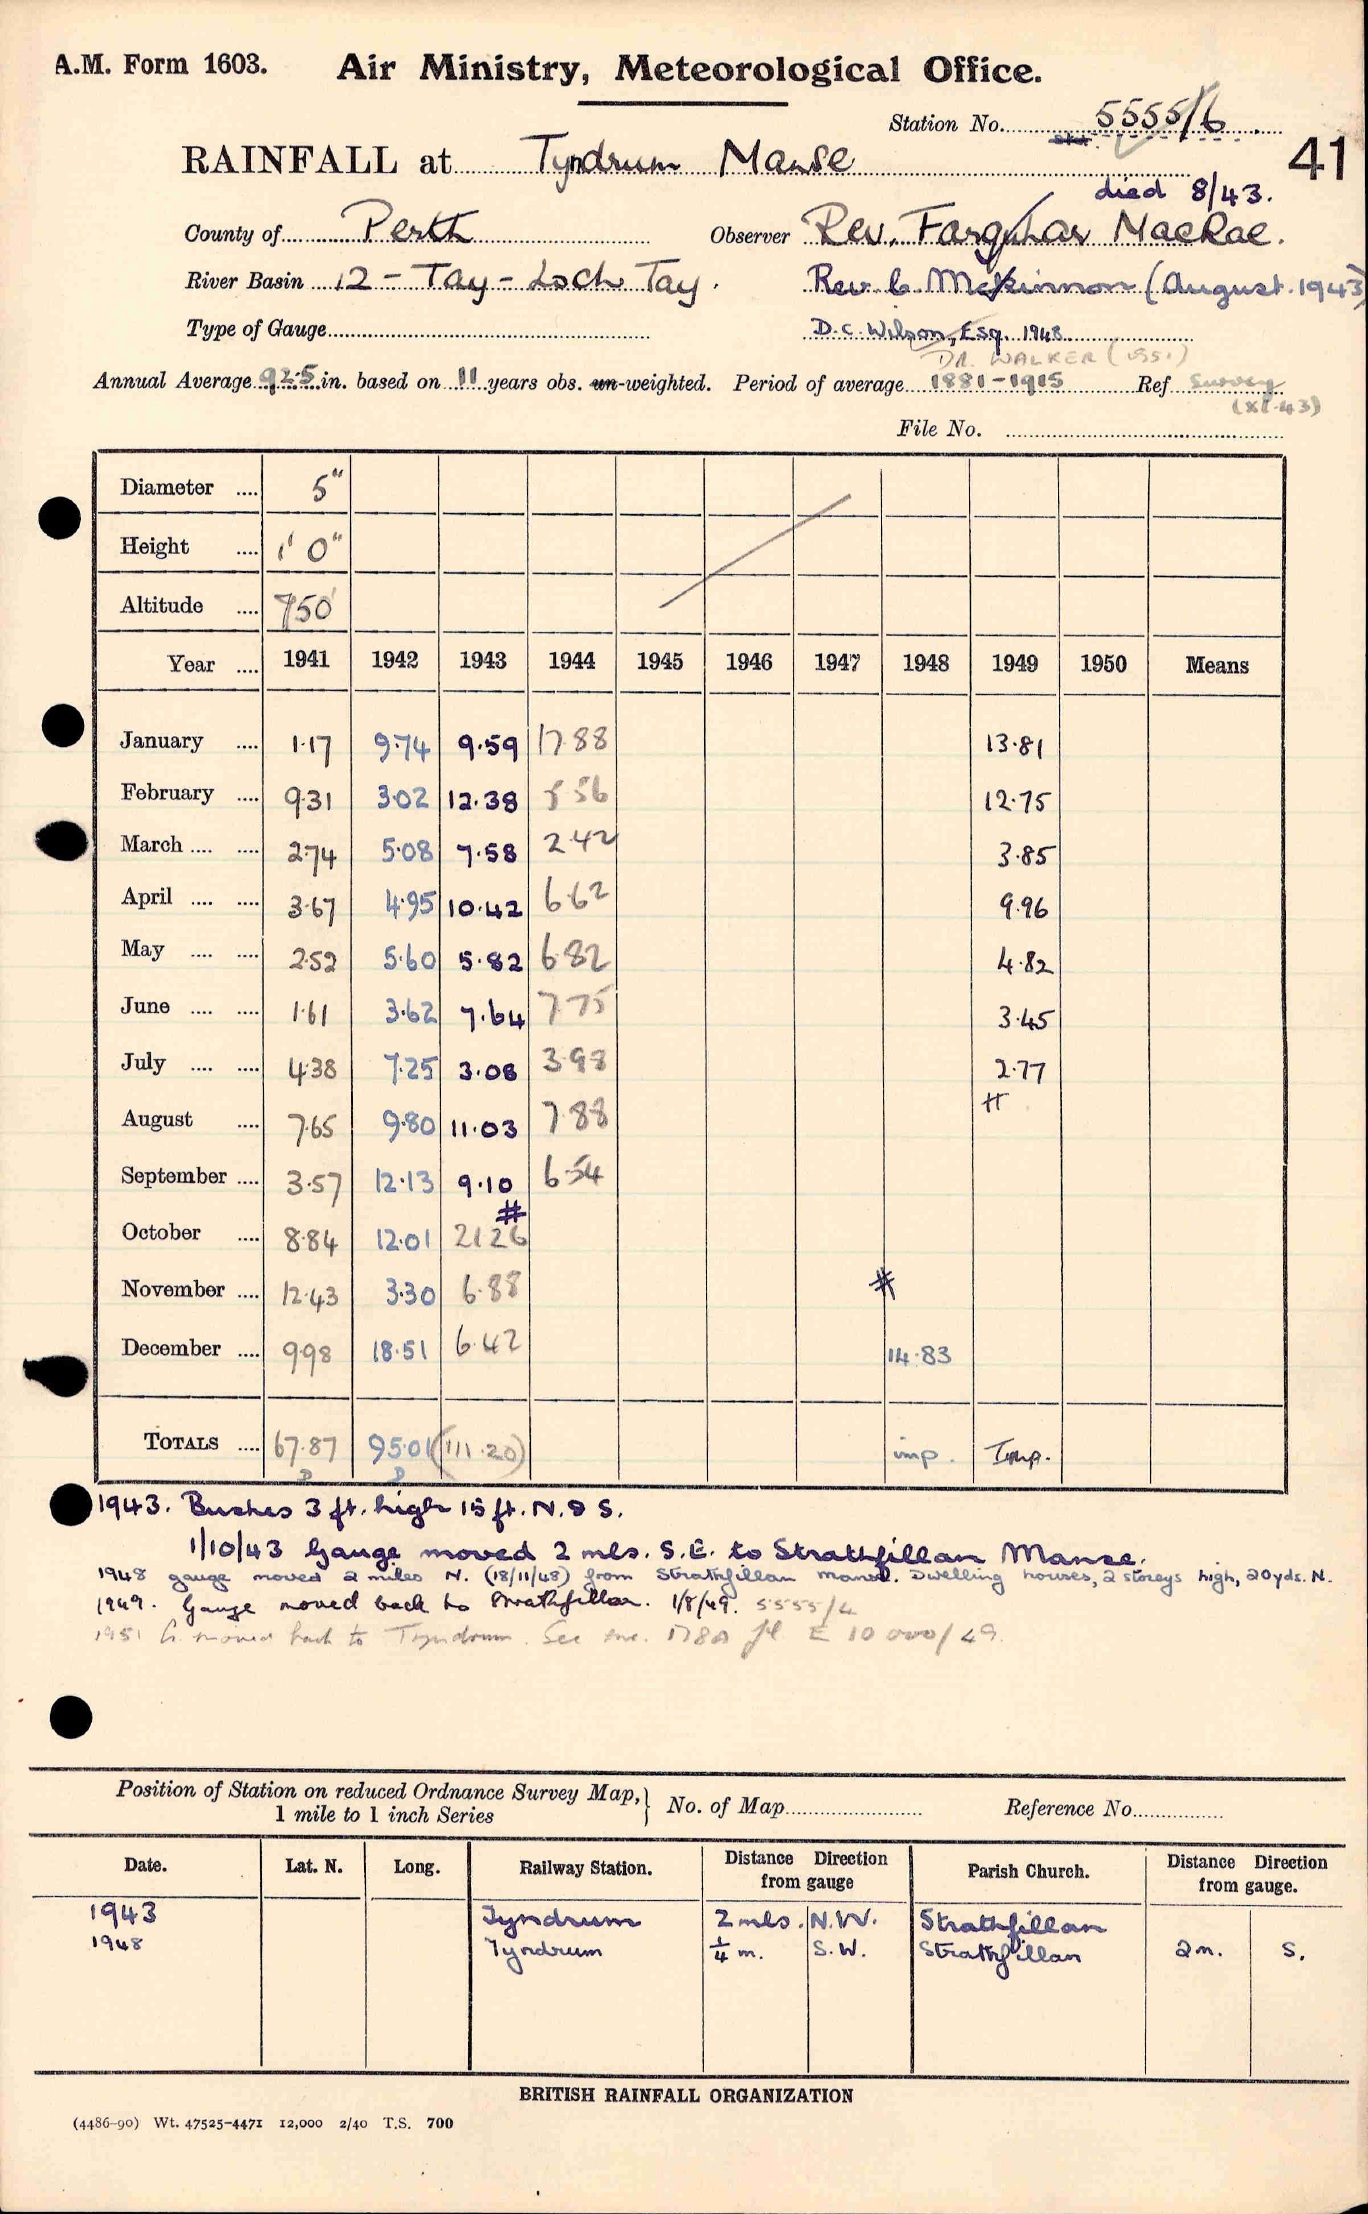 A.M. Form 1603. Air Ministry, Meteorological Office.
Station No. 5555/6
41
RAINFALL at Tyndrum Manse
died 8/43.
County of Perth Observer Rev. Farquhar MacRae.
River Basin 12 - Tay - Loch Tay. Rev. C. McKinnon (August. 1943)
Type of Gauge D.C. Wilson, Esq. 1948
DR. WALKER (1951)
Annual Average 92.5 in. based on 11 years obs. un-weighted. Period of average 1881-1915 Ref Survey
(XI.43)
File No.
Diameter .... 5"
Height .... 1' 0"
Altitude .... 750'
Year .... 1941 1942 1943 1944 1945 1946 1947 1948 1949 1950 Means
January .... 1.17 9.74 9.59 17.88 13.81
February .... 9.31 3.02 12.38 5.56 12.75
March .... .... 2.74 5.08 7.58 2.42 3.85
April .... .... 3.67 4.95 10.42 6.62 9.96
May .... .... 2.52 5.60 5.82 6.82 4.82
June .... .... 1.61 3.62 7.64 7.75 3.45
July .... .... 4.38 7.25 3.08 3.98 2.77
#
August .... 7.65 9.80 11.03 7.88
September .... 3.57 12.13 9.10 6.54
#
October .... 8.84 12.01 21.26
November .... 12.43 3.30 6.88 #
December .... 9.98 18.51 6.42 14.83
TOTALS .... 67.87 95.01 (111.20) imp. Imp.
1943. Bushes 3 ft. high 15 ft. N. & S.
1/10/43 Gauge moved 2 mls. S.E. to Strathfillan Manse.
1948 gauge moved 2 miles N. (18/11/48) from Strathfillan manse. Dwelling houses, 2 storeys high, 20yds. N.
1949. Gauge moved back to Strathfillan. 1/8/49. 5555/4
1951 G. moved back to Tyndrum. See 178A E 10000/49.
Position of Station on reduced Ordnance Survey Map, } No. of Map Reference No.
1 mile to 1 inch Series
Date. Lat. N. Long. Railway Station. Distance Direction from gauge Parish Church. Distance Direction from gauge.
1943 Tyndrum 2 mls. N.W. Strathfillan
1948 Tyndrum 1/4 m. S.W. Strathfillan 2m. S.
BRITISH RAINFALL ORGANIZATION
(4486-90) Wt. 47525-4471 12,000 2/40 T.S. 700